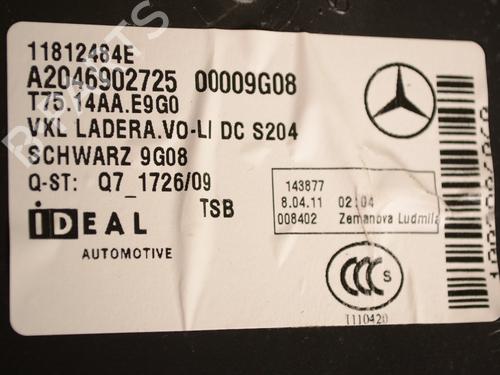 11812484E
A2046902725 00009G08
T75.14AA.E9G0
VKL LADERA.VO-LI DC S204
SCHWARZ 9G08
Q-ST: Q7_1726/09
TSB
143877
8.04.11 02:04
008402 Zemanova Ludmila
iDEAL
AUTOMOTIVE
CCC S
1110420